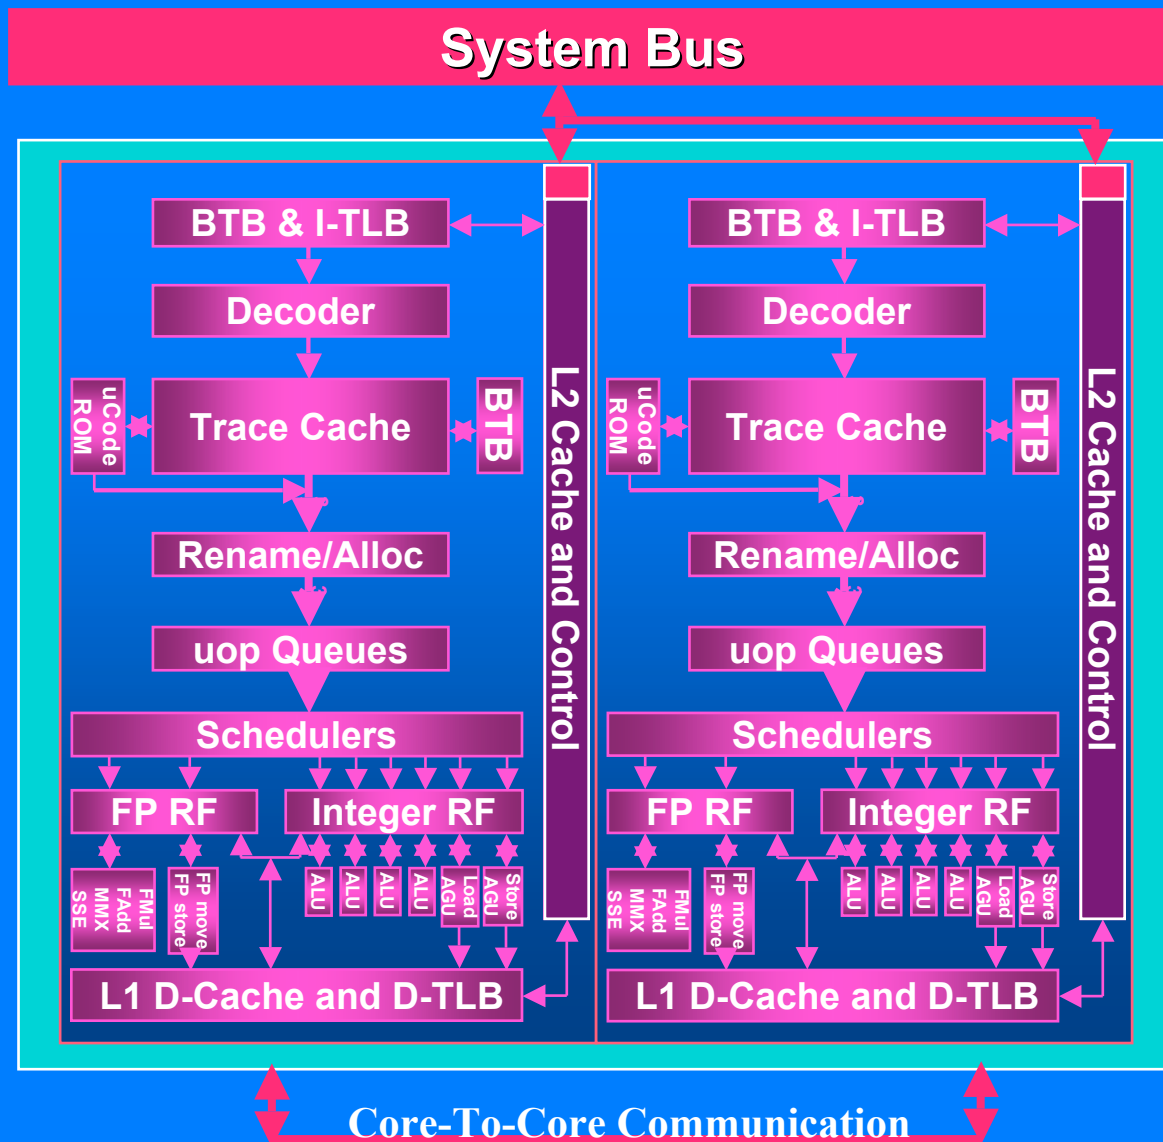 System Bus
BTB & I-TLB
Decoder
uCode
ROM
Trace Cache
BTB
Rename/Alloc
uop Queues
Schedulers
FP RF
Integer RF
FMul
FAdd
MMX
SSE
FP move
FP store
ALU
ALU
ALU
ALU
Load
AGU
Store
AGU
L1 D-Cache and D-TLB
L2 Cache and Control
BTB & I-TLB
Decoder
uCode
ROM
Trace Cache
BTB
Rename/Alloc
uop Queues
Schedulers
FP RF
Integer RF
FMul
FAdd
MMX
SSE
FP move
FP store
ALU
ALU
ALU
ALU
Load
AGU
Store
AGU
L1 D-Cache and D-TLB
L2 Cache and Control
Core-To-Core Communication